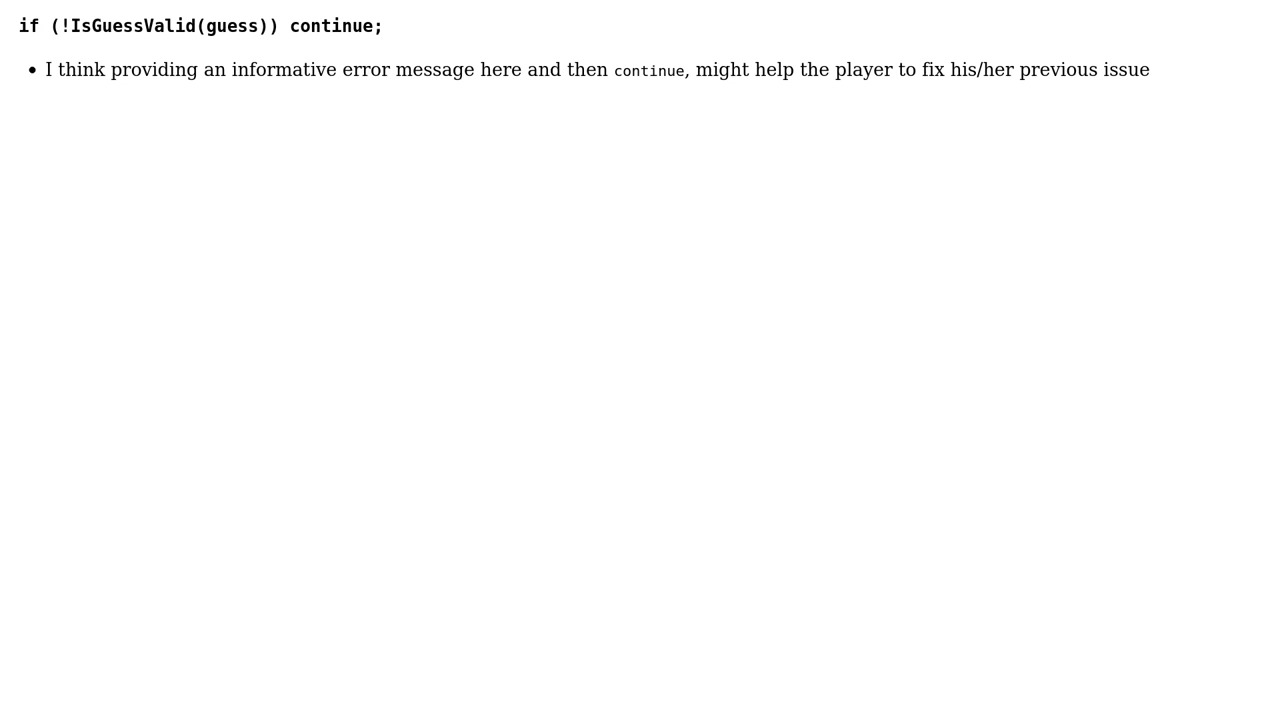 if (!IsGuessValid(guess)) continue;
• I think providing an informative error message here and then continue, might help the player to fix his/her previous issue